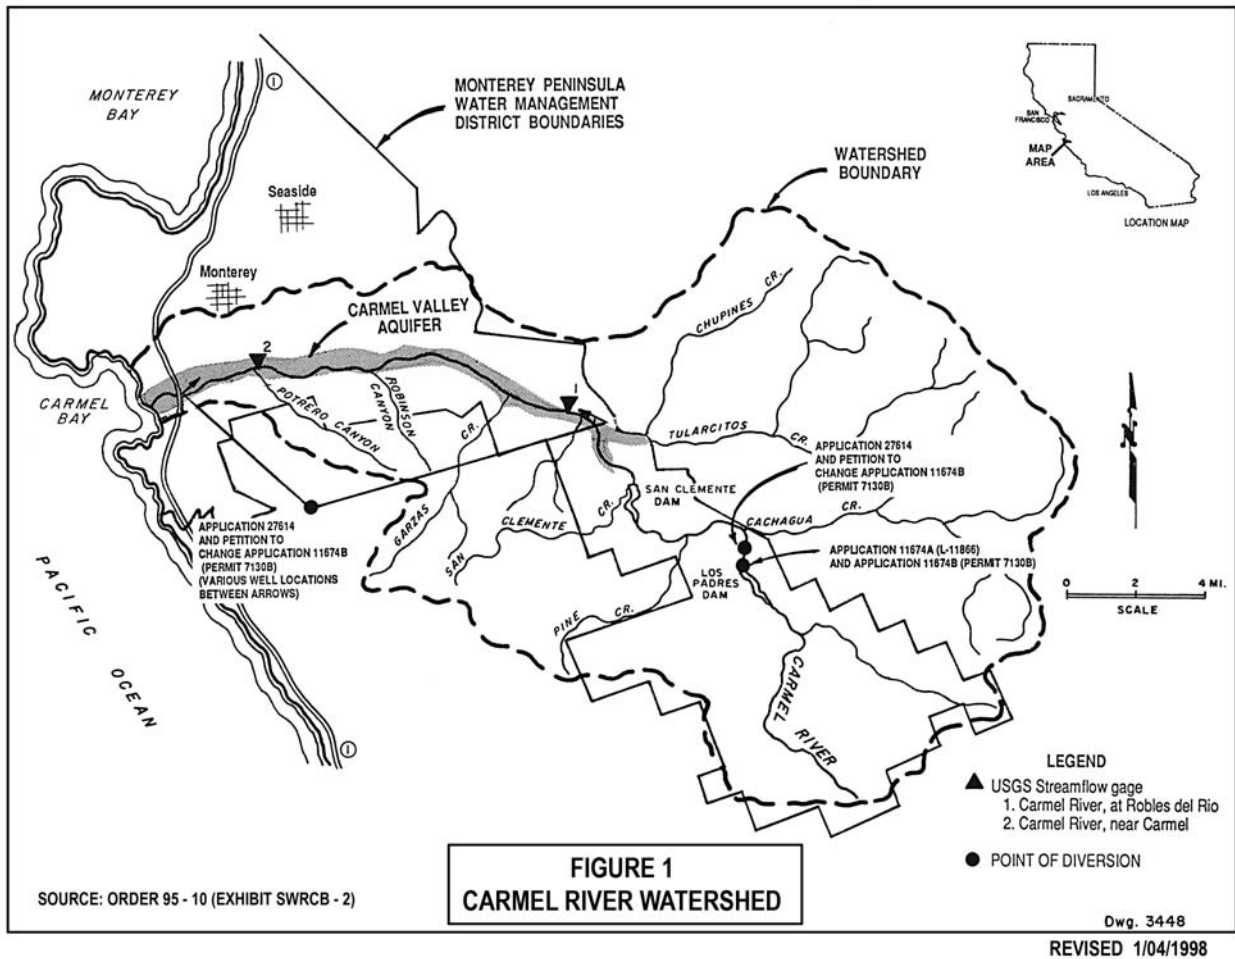 MONTEREY
BAY
1
MONTEREY PENINSULA
WATER MANAGEMENT
DISTRICT BOUNDARIES
WATERSHED
BOUNDARY
SACRAMENTO
SAN
FRANCISCO
MAP
AREA
LOS ANGELES
LOCATION MAP
Seaside
Monterey
CARMEL VALLEY
AQUIFER
2
1
CHUPINES CR.
CARMEL
BAY
POTRERO CANYON
ROBINSON
CANYON
GARZAS CR.
SAN CLEMENTE CR.
TULARCITOS CR.
APPLICATION 27614
AND PETITION TO
CHANGE APPLICATION 11674B
(PERMIT 7130B)
SAN CLEMENTE
DAM
CACHAGUA CR.
N
APPLICATION 27614
AND PETITION TO
CHANGE APPLICATION 11674B
(PERMIT 7130B)
(VARIOUS WELL LOCATIONS
BETWEEN ARROWS)
APPLICATION 11674A (L-11866)
AND APPLICATION 11674B (PERMIT 7130B)
LOS
PADRES
DAM
0 2 4 MI.
SCALE
PINE CR.
PACIFIC OCEAN
CARMEL RIVER
1
LEGEND
USGS Streamflow gage
1. Carmel River, at Robles del Rio
2. Carmel River, near Carmel
POINT OF DIVERSION
FIGURE 1
CARMEL RIVER WATERSHED
SOURCE: ORDER 95 - 10 (EXHIBIT SWRCB - 2)
Dwg. 3448
REVISED 1/04/1998